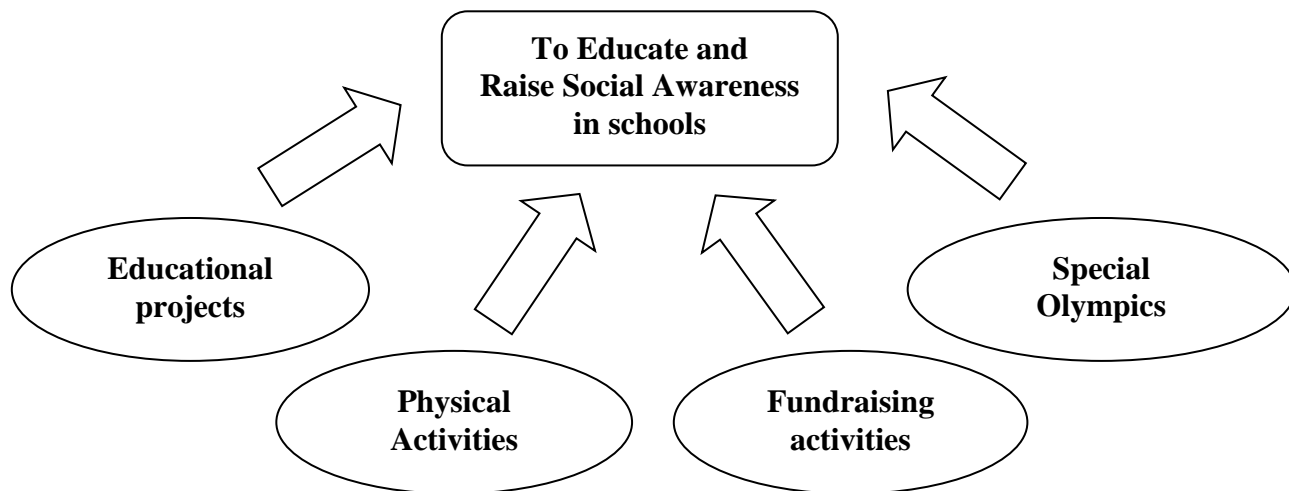 To Educate and
Raise Social Awareness
in schools
Educational
projects
Special
Olympics
Physical
Activities
Fundraising
activities